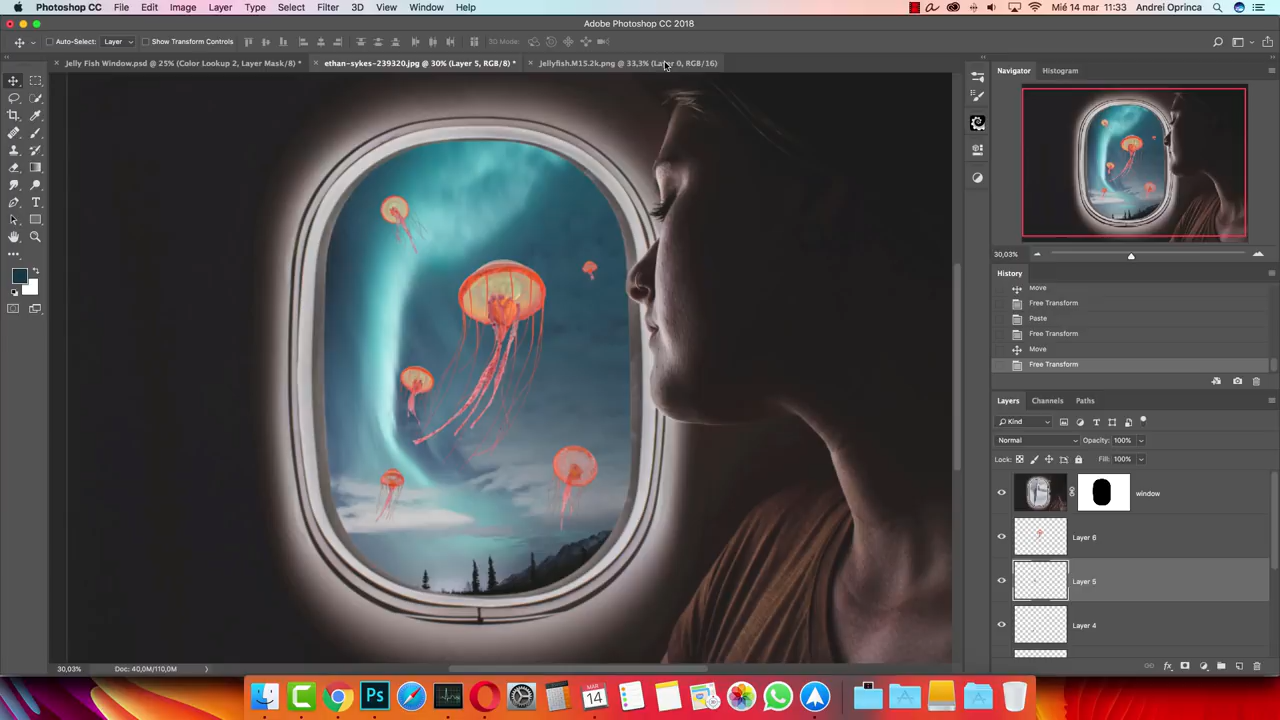 Photoshop CC File Edit Image Layer Type Select Filter 3D View Window Help Mié 14 mar 11:33 Andrei Oprinca
Adobe Photoshop CC 2018
Auto-Select: Layer Show Transform Controls 3D Mode:
Jelly Fish Window.psd @ 25% (Color Lookup 2, Layer Mask/8) * ethan-sykes-239320.jpg @ 30% (Layer 5, RGB/8) * Jellyfish.M15.2k.png @ 33,3% (Layer 0, RGB/16)
Navigator Histogram
30,03%
History
Move
Free Transform
Paste
Free Transform
Move
Free Transform
Layers Channels Paths
Kind
Normal Opacity: 100%
Lock: Fill: 100%
window
Layer 6
Layer 5
Layer 4
30,03% Doc: 40,0M/110,0M
MAR
14